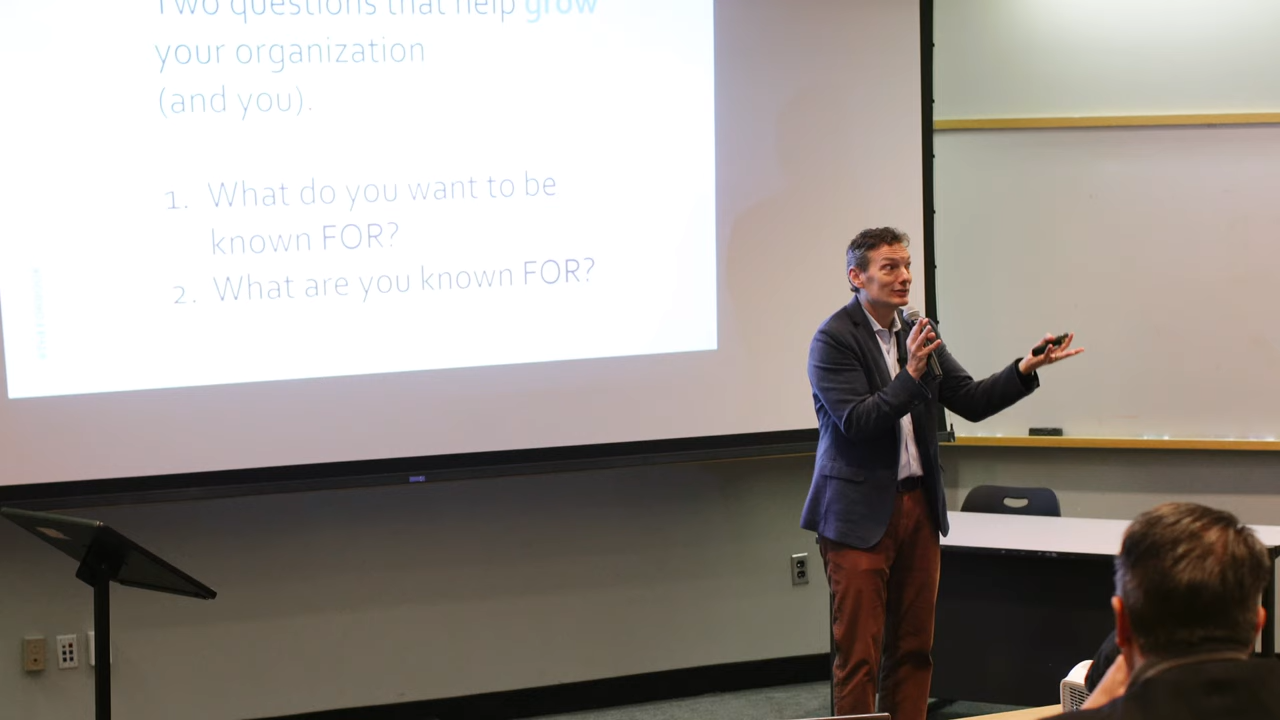 Two questions that help grow
your organization
(and you).
1. What do you want to be
known FOR?
2. What are you known FOR?